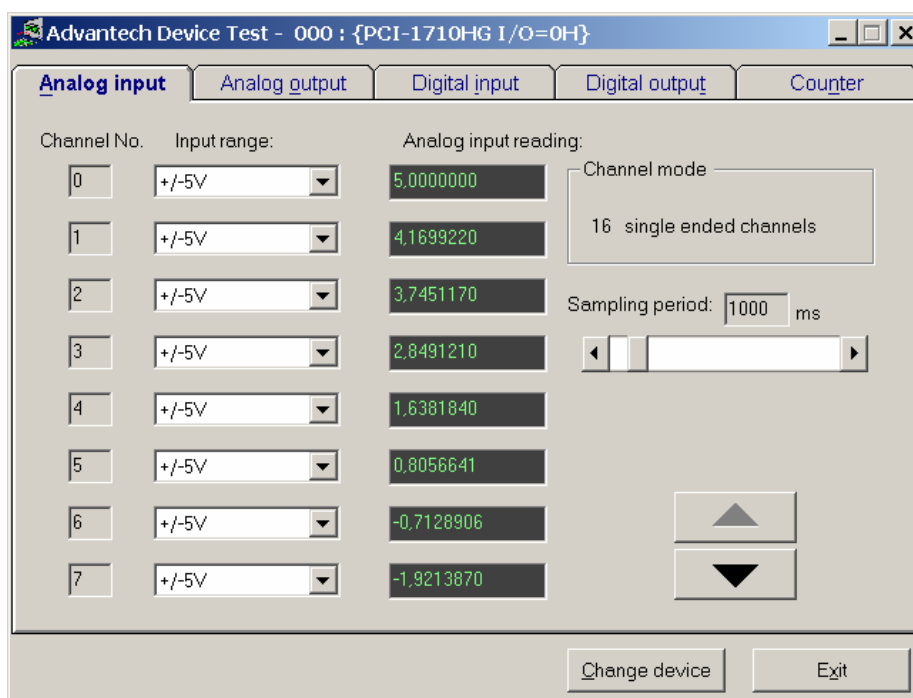 Advantech Device Test - 000 : {PCI-1710HG I/O=0H}
Analog input Analog output Digital input Digital output Counter
Channel No. Input range: Analog input reading:
0 +/-5V 5,0000000
1 +/-5V 4,1699220
2 +/-5V 3,7451170
3 +/-5V 2,8491210
4 +/-5V 1,6381840
5 +/-5V 0,8056641
6 +/-5V -0,7128906
7 +/-5V -1,9213870
Channel mode
16 single ended channels
Sampling period: 1000 ms
Change device Exit